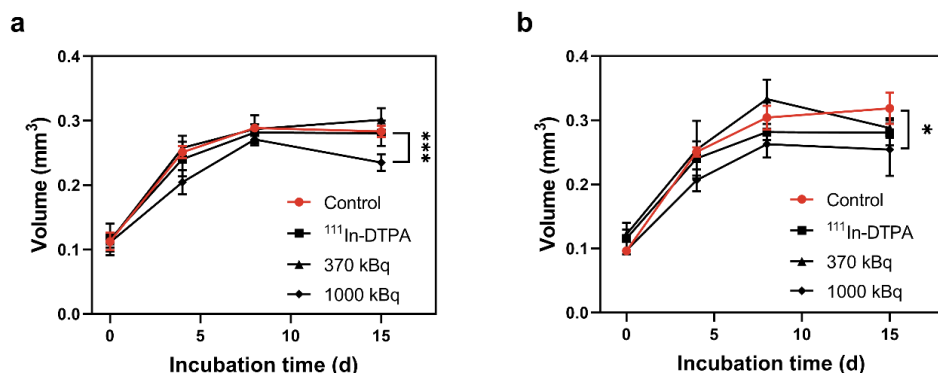 a
0.4
0.3
0.2
0.1
0.0
Volume (mm³)
0
5
10
15
Incubation time (d)
Control
¹¹¹In-DTPA
370 kBq
1000 kBq
***
b
0.4
0.3
0.2
0.1
0.0
Volume (mm³)
0
5
10
15
Incubation time (d)
Control
¹¹¹In-DTPA
370 kBq
1000 kBq
*